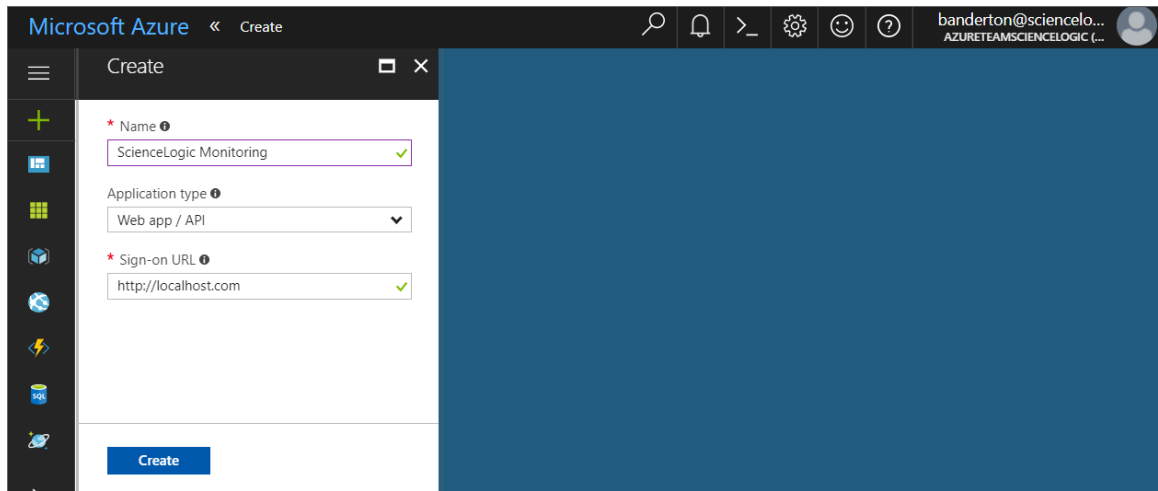 Microsoft Azure « Create
>_
?
banderton@sciencelo...
AZURETEAMSCIENCELOGIC (...
Create
* Name
ScienceLogic Monitoring
Application type
Web app / API
* Sign-on URL
http://localhost.com
SQL
Create